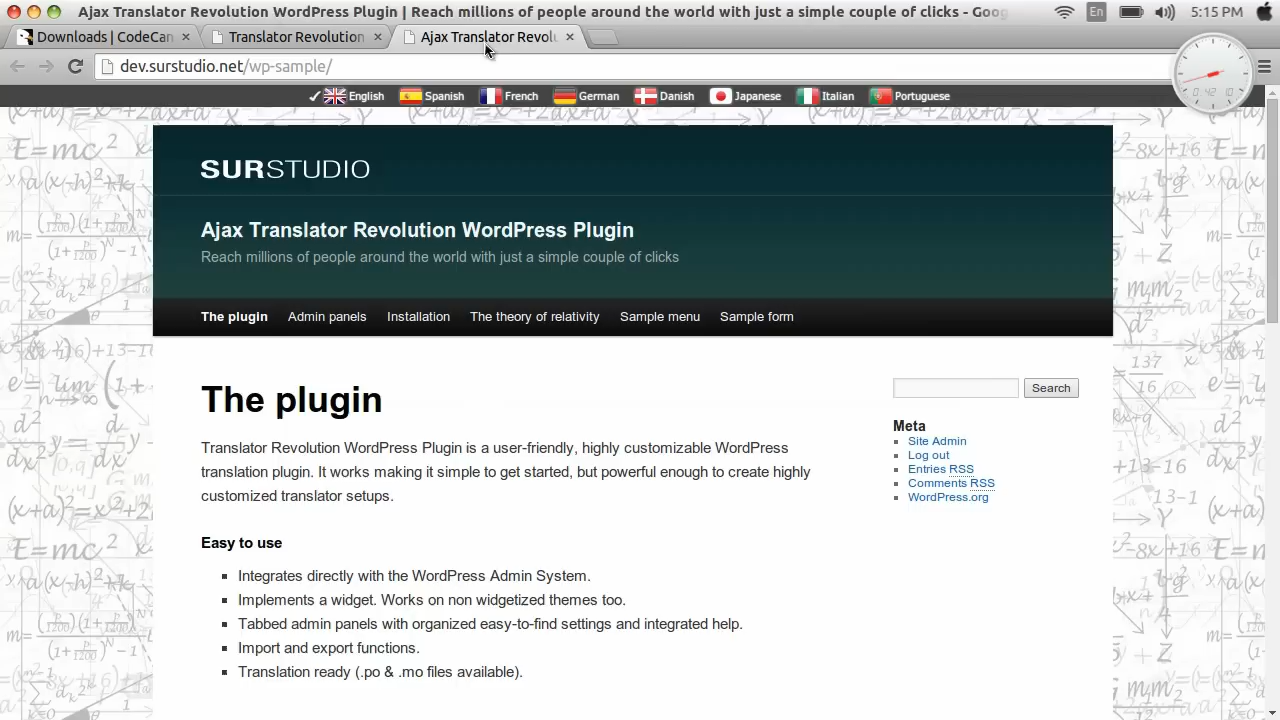 Ajax Translator Revolution WordPress Plugin | Reach millions of people around the world with just a simple couple of clicks - Goog
En
5:15 PM
Downloads | CodeCan
Translator Revolution
Ajax Translator Revolu
dev.surstudio.net/wp-sample/
English Spanish French German Danish Japanese Italian Portuguese
SURSTUDIO
Ajax Translator Revolution WordPress Plugin
Reach millions of people around the world with just a simple couple of clicks
The plugin Admin panels Installation The theory of relativity Sample menu Sample form
The plugin
Search
Translator Revolution WordPress Plugin is a user-friendly, highly customizable WordPress
translation plugin. It works making it simple to get started, but powerful enough to create highly
customized translator setups.
Meta
Site Admin
Log out
Entries RSS
Comments RSS
WordPress.org
Easy to use
Integrates directly with the WordPress Admin System.
Implements a widget. Works on non widgetized themes too.
Tabbed admin panels with organized easy-to-find settings and integrated help.
Import and export functions.
Translation ready (.po & .mo files available).